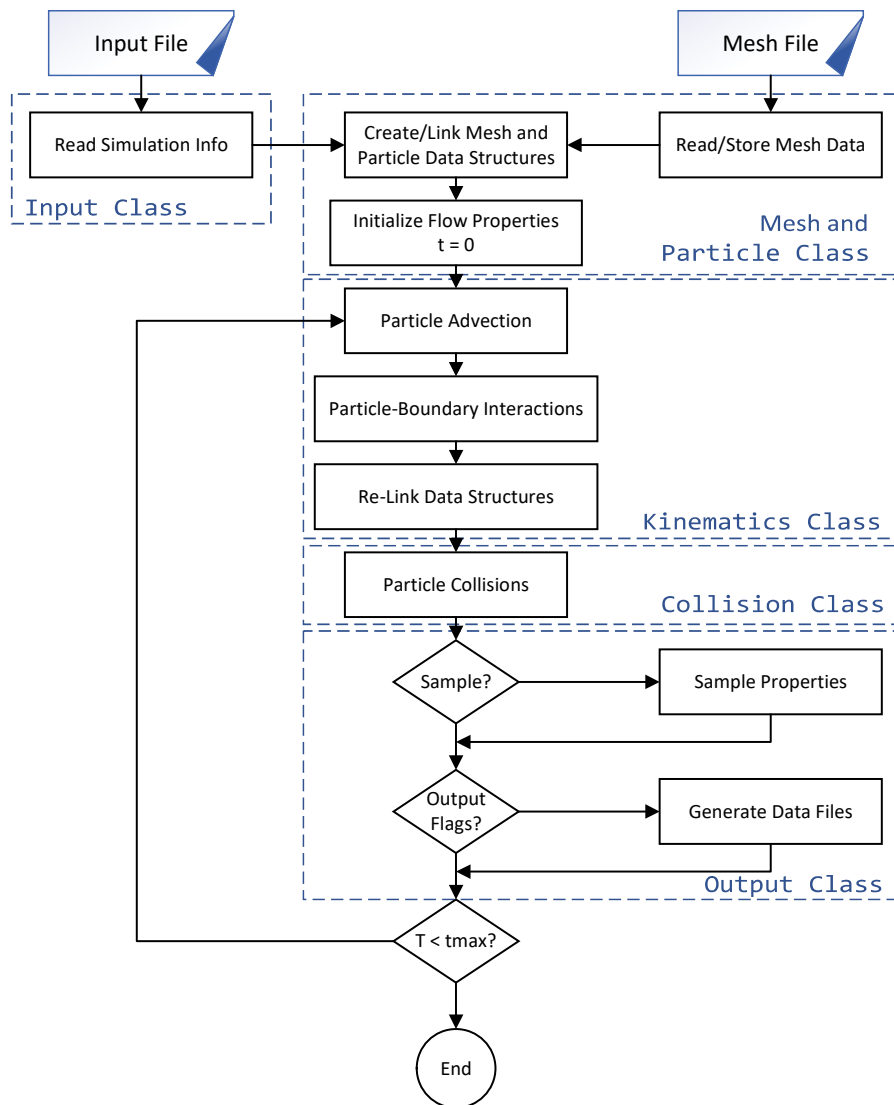 Input File
Mesh File
Read Simulation Info
Create/Link Mesh and
Particle Data Structures
Read/Store Mesh Data
Input Class
Initialize Flow Properties
t = 0
Mesh and
Particle Class
Particle Advection
Particle-Boundary Interactions
Re-Link Data Structures
Kinematics Class
Particle Collisions
Collision Class
Sample?
Sample Properties
Output
Flags?
Generate Data Files
Output Class
T < tmax?
End